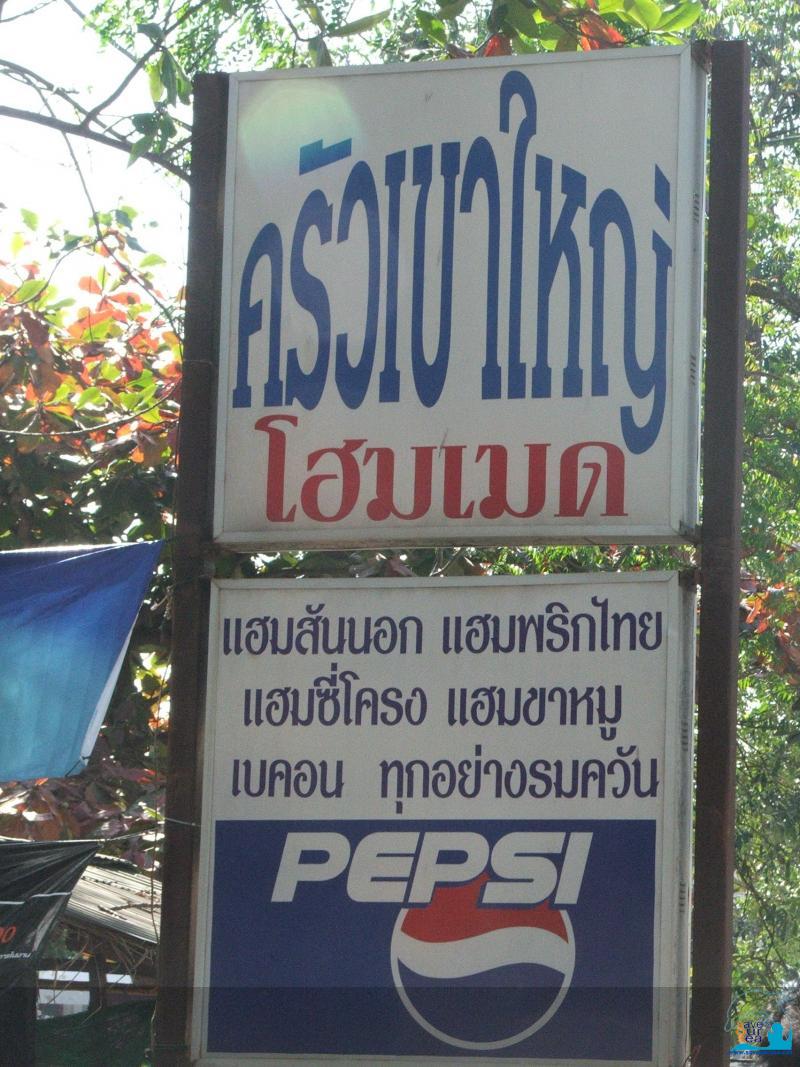 ครัวเขาใหญ่
โฮมเมด
แฮมสันนอก แฮมพริกไทย
แฮมซี่โครง แฮมขาหมู
เบคอน ทุกอย่างรมควัน
PEPSI